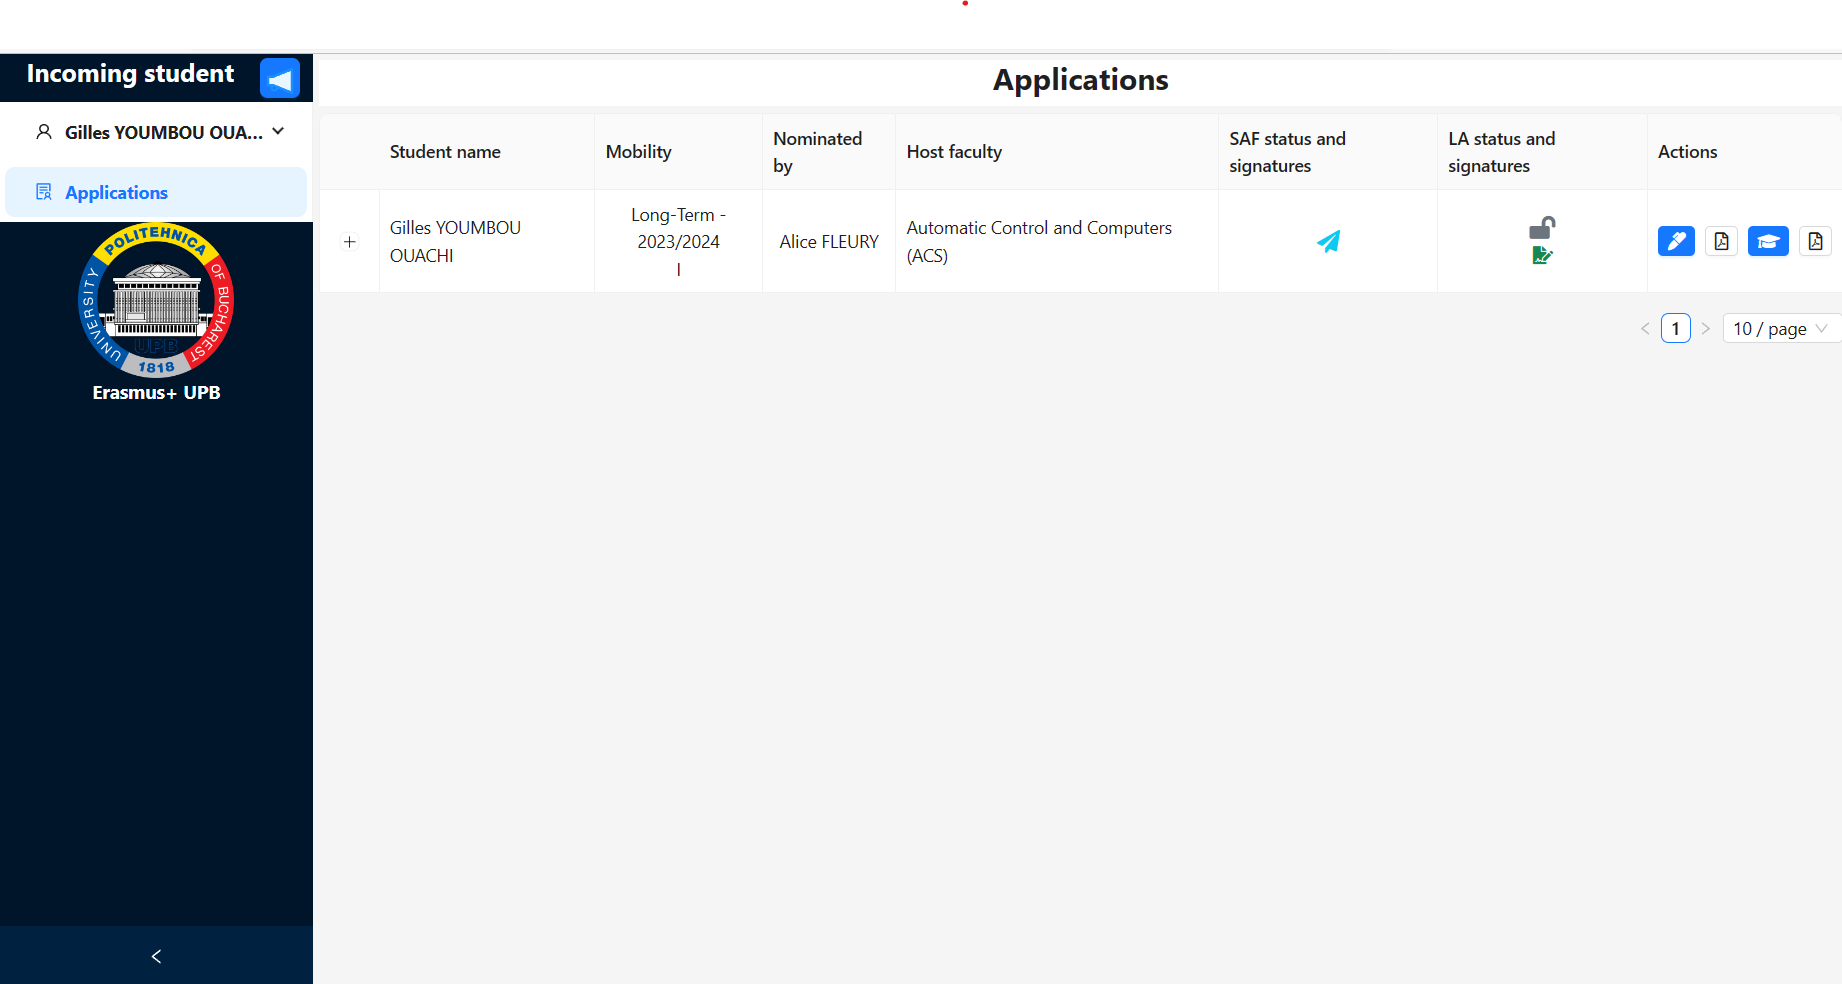 Incoming student
Gilles YOUMBOU OUA...
Applications
UNIVERSITY POLITEHNICA OF BUCHAREST
UPB
1818
Erasmus+ UPB
Applications
Student name
Mobility
Nominated
by
Host faculty
SAF status and
signatures
LA status and
signatures
Actions
Gilles YOUMBOU
OUACHI
Long-Term -
2023/2024
I
Alice FLEURY
Automatic Control and Computers
(ACS)
1
10 / page